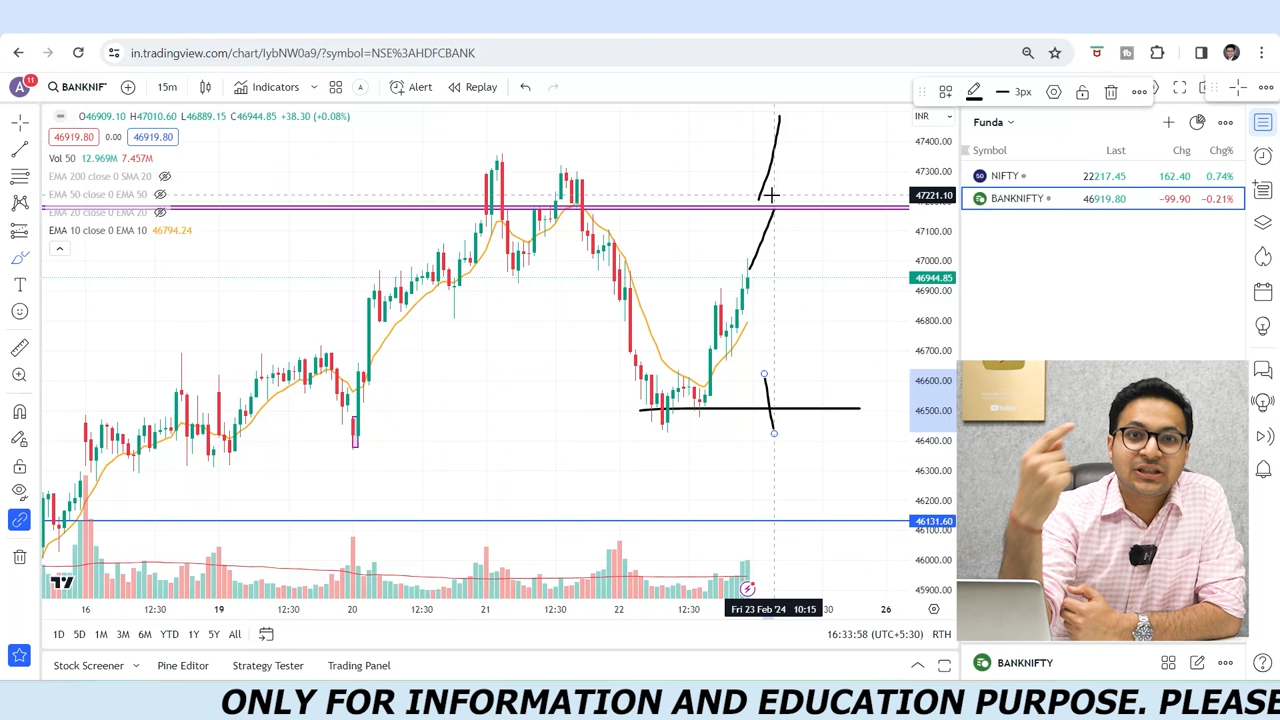 in.tradingview.com/chart/IybNW0a9/?symbol=NSE%3AHDFCBANK
A 11 BANKNIF 15m Indicators A Alert Replay 3px
O46909.10 H47010.60 L46889.15 C46944.85 +38.30 (+0.08%)
INR
Funda
46919.80 0.00 46919.80
Symbol Last Chg Chg%
Vol 50 12.969M 7.457M
EMA 200 close 0 SMA 20
50 NIFTY 22217.45 162.40 0.74%
EMA 50 close 0 EMA 50
BANKNIFTY 46919.80 −99.90 −0.21%
EMA 20 close 0 EMA 20
EMA 10 close 0 EMA 10 46794.24
47400.00
47300.00
47221.10
47100.00
47000.00
46944.85
46900.00
46800.00
46700.00
46600.00
46500.00
46400.00
46300.00
46200.00
46131.60
46100.00
46000.00
45900.00
16 12:30 19 12:30 20 12:30 21 12:30 22 12:30 Fri 23 Feb '24 10:15 :30 26
1D 5D 1M 3M 6M YTD 1Y 5Y All
16:33:58 (UTC+5:30) RTH
Stock Screener Pine Editor Strategy Tester Trading Panel
BANKNIFTY
ONLY FOR INFORMATION AND EDUCATION PURPOSE. PLEASE